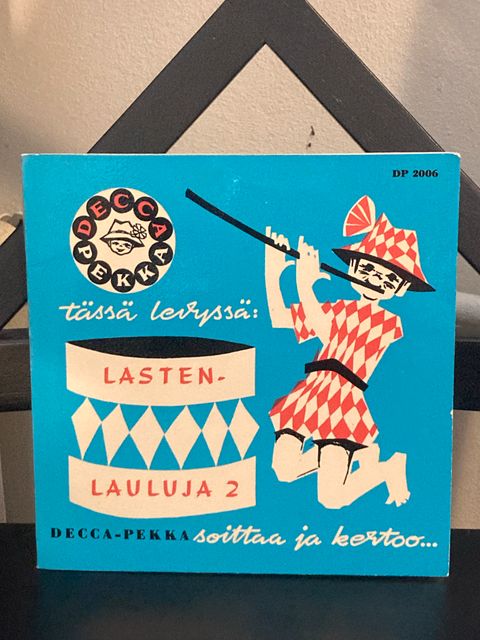 DP 2006
DECCA
PEKKA
tässä levyssä:
LASTEN-
LAULUJA 2
DECCA-PEKKA soittaa ja kertoo...